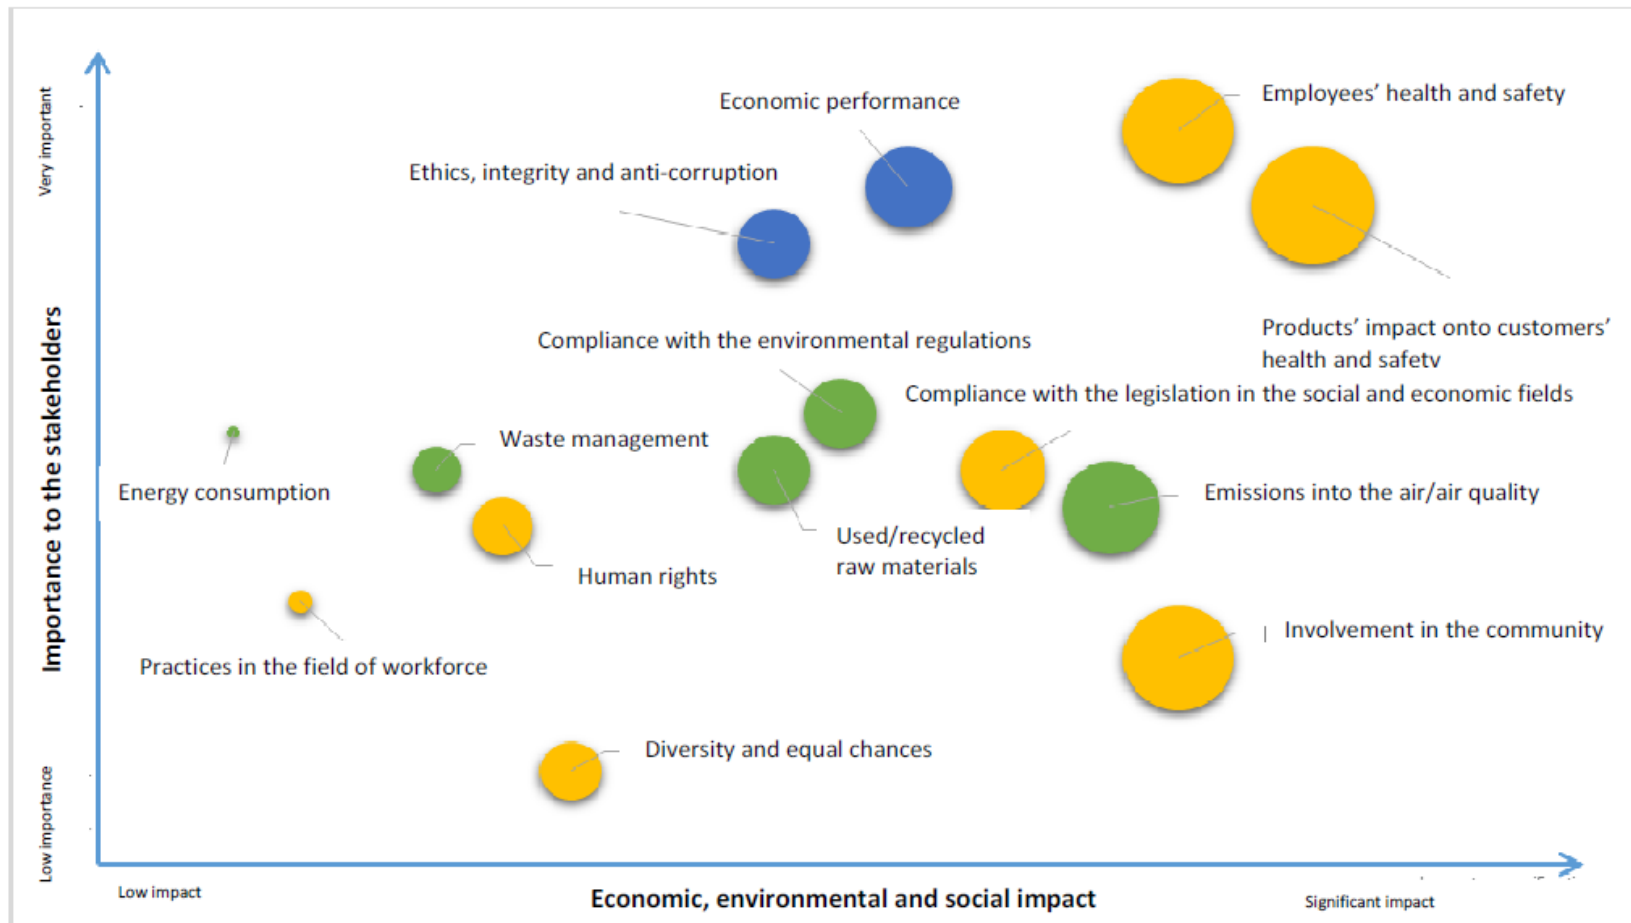 Very important
Importance to the stakeholders
Low importance
Economic performance
Employees' health and safety
Ethics, integrity and anti-corruption
Products' impact onto customers'
health and safety
Compliance with the environmental regulations
Compliance with the legislation in the social and economic fields
Waste management
Energy consumption
Emissions into the air/air quality
Used/recycled
raw materials
Human rights
Involvement in the community
Practices in the field of workforce
Diversity and equal chances
Low impact
Economic, environmental and social impact
Significant impact